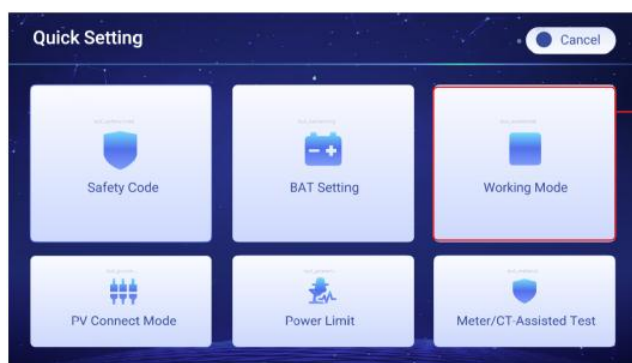 Quick Setting
Cancel
Safety Code
BAT Setting
Working Mode
PV Connect Mode
Power Limit
Meter/CT-Assisted Test